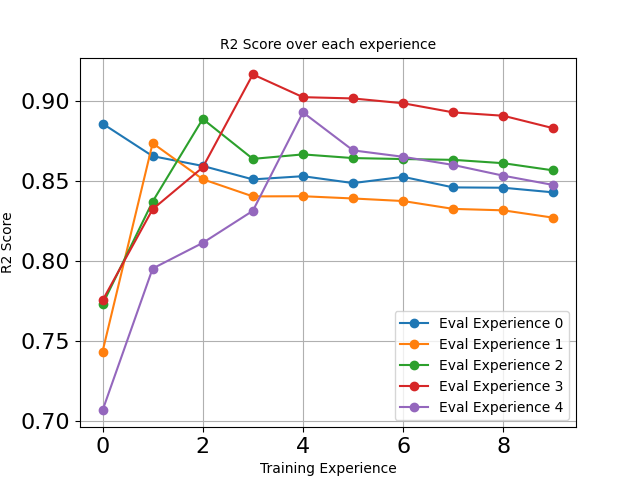 R2 Score over each experience
R2 Score
0.90
0.85
0.80
0.75
0.70
0 2 4 6 8
Training Experience
Eval Experience 0
Eval Experience 1
Eval Experience 2
Eval Experience 3
Eval Experience 4